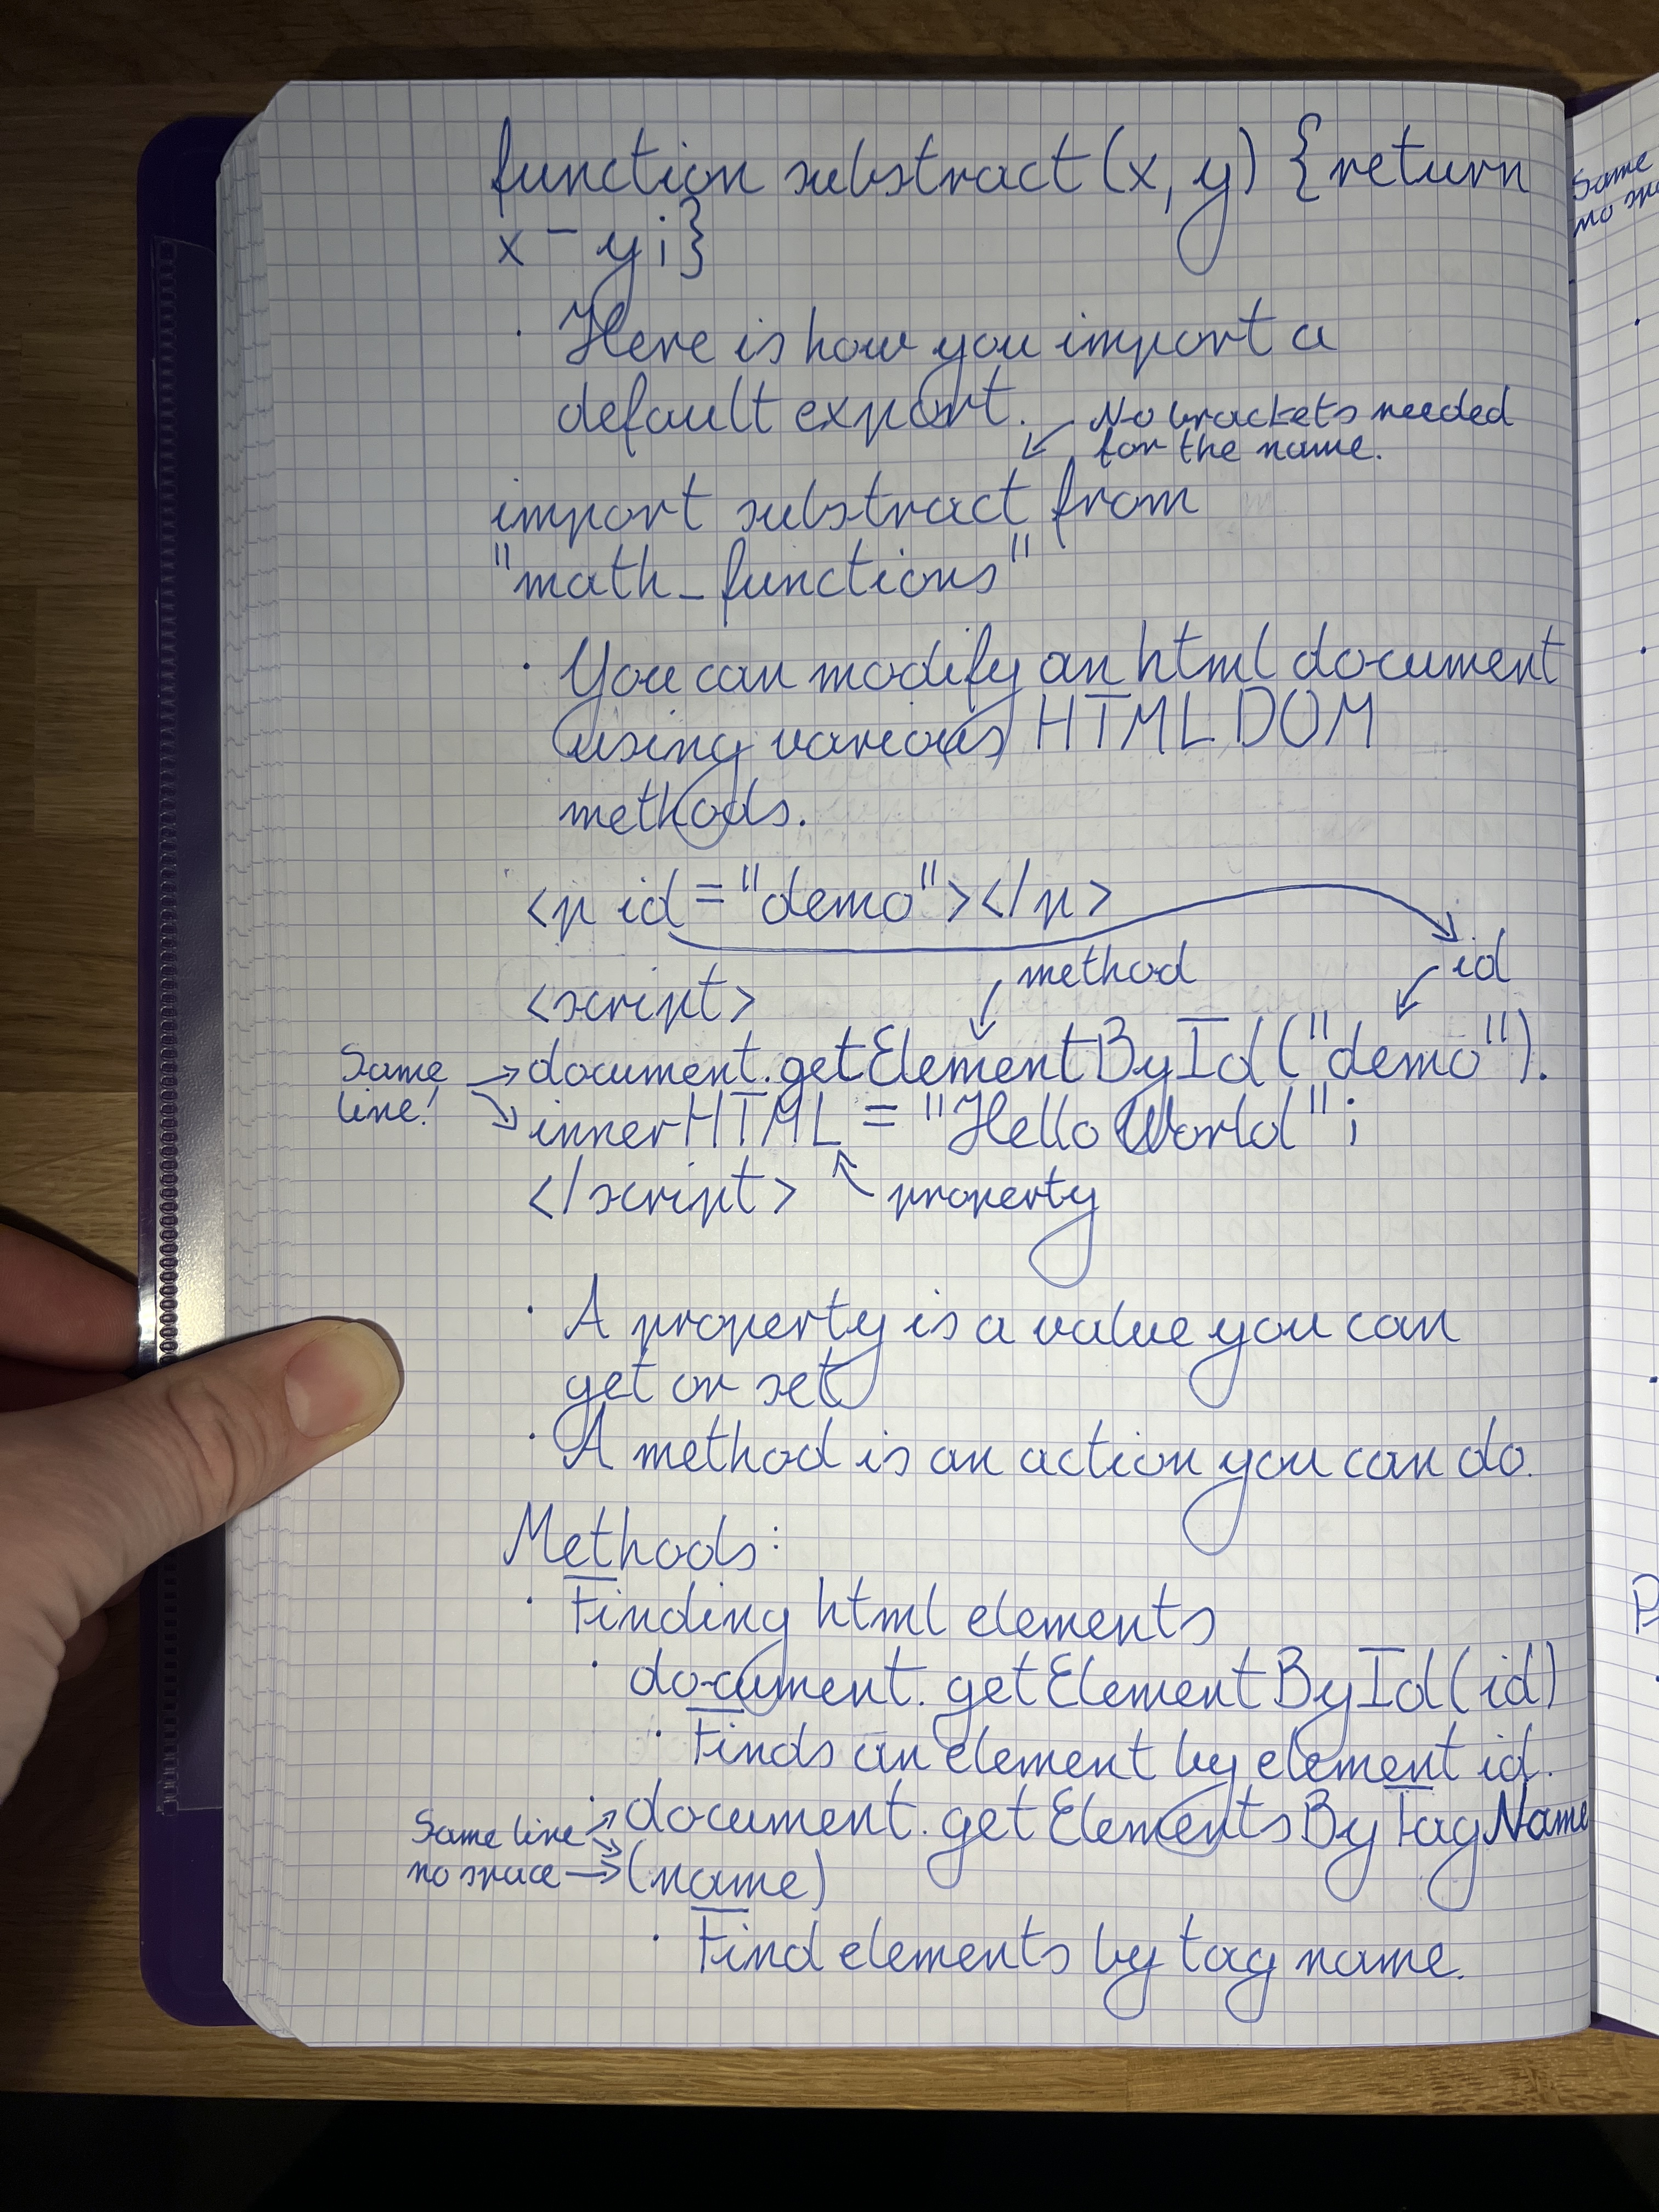 function substract (x, y) { return
x - y; }
· Here is how you import a
default export.
No brackets needed
for the name.
import substract from
"math_functions"
· You can modify an html document
using various HTML DOM
methods.
<p id = "demo"></p>
id
method
<script>
Same line!
document.getElementById("demo").
innerHTML = "Hello World";
</script>
property
· A property is a value you can
get or set
· A method is an action you can do.
Methods:
· Finding html elements
· document.getElementById(id)
· Finds an element by element id.
· document.getElementsByTagName
Same line
no space
(name)
· Find elements by tag name.
Same
no